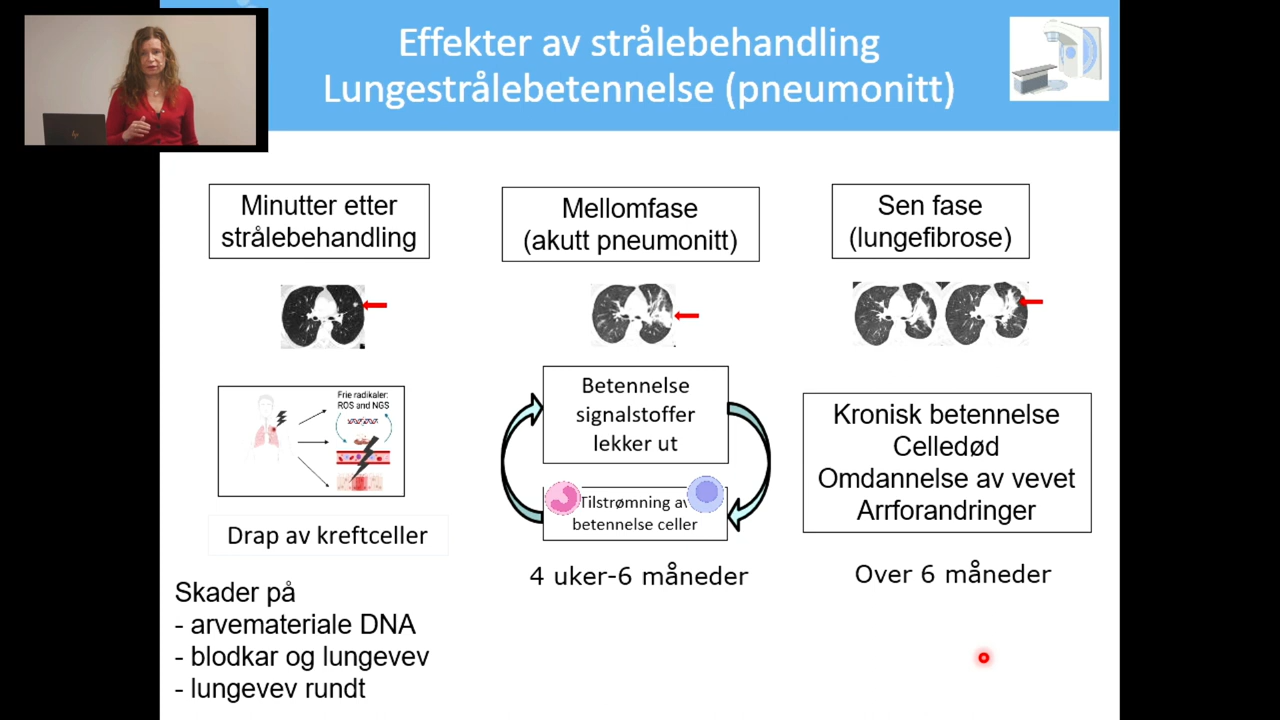 Effekter av strålebehandling
Lungestrålebetennelse (pneumonitt)
Minutter etter
strålebehandling
Frie radikaler:
ROS and NGS
Drap av kreftceller
Skader på
- arvemateriale DNA
- blodkar og lungevev
- lungevev rundt
Mellomfase
(akutt pneumonitt)
Betennelse
signalstoffer
lekker ut
Tilstrømning av
betennelse celler
4 uker-6 måneder
Sen fase
(lungefibrose)
Kronisk betennelse
Celledød
Omdannelse av vevet
Arrforandringer
Over 6 måneder
hp